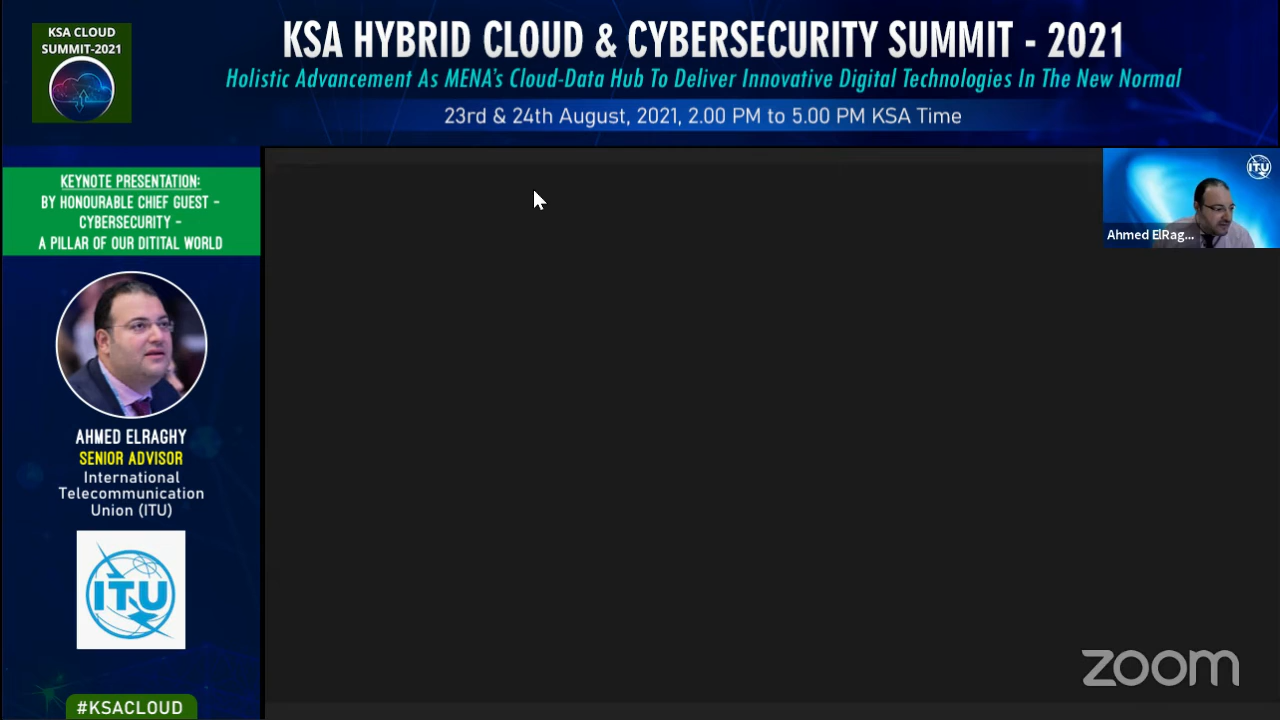 KSA CLOUD
SUMMIT-2021
KSA HYBRID CLOUD & CYBERSECURITY SUMMIT - 2021
Holistic Advancement As MENA's Cloud-Data Hub To Deliver Innovative Digital Technologies In The New Normal
23rd & 24th August, 2021, 2.00 PM to 5.00 PM KSA Time
KEYNOTE PRESENTATION:
BY HONOURABLE CHIEF GUEST -
CYBERSECURITY -
A PILLAR OF OUR DITITAL WORLD
ITU
Ahmed ElRag...
AHMED ELRAGHY
SENIOR ADVISOR
International
Telecommunication
Union (ITU)
ITU
zoom
#KSACLOUD